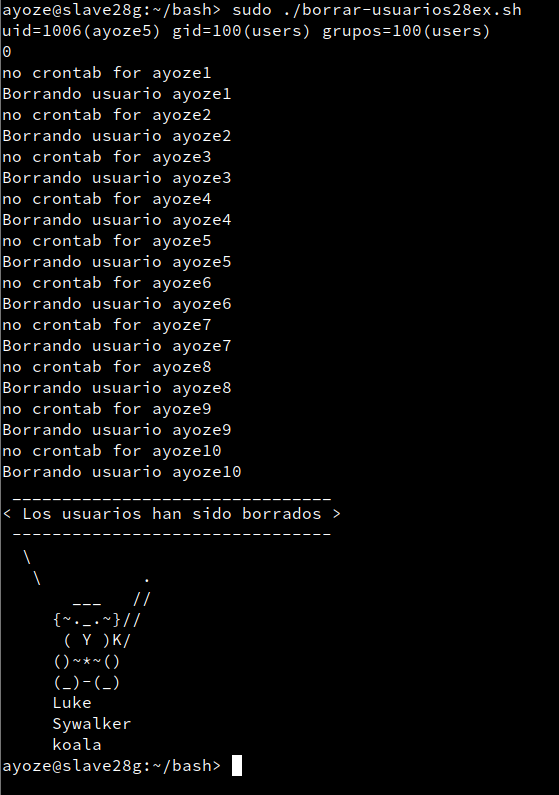 ayoze@slave28g:~/bash> sudo ./borrar-usuarios28ex.sh
uid=1006(ayoze5) gid=100(users) grupos=100(users)
0
no crontab for ayoze1
Borrando usuario ayoze1
no crontab for ayoze2
Borrando usuario ayoze2
no crontab for ayoze3
Borrando usuario ayoze3
no crontab for ayoze4
Borrando usuario ayoze4
no crontab for ayoze5
Borrando usuario ayoze5
no crontab for ayoze6
Borrando usuario ayoze6
no crontab for ayoze7
Borrando usuario ayoze7
no crontab for ayoze8
Borrando usuario ayoze8
no crontab for ayoze9
Borrando usuario ayoze9
no crontab for ayoze10
Borrando usuario ayoze10
 ________________________________
< Los usuarios han sido borrados >
 --------------------------------
  \
   \          .
       ___   //
     {~._.~}//
      ( Y )K/
     ()~*~()
     (_)-(_)
     Luke
     Sywalker
     koala
ayoze@slave28g:~/bash>